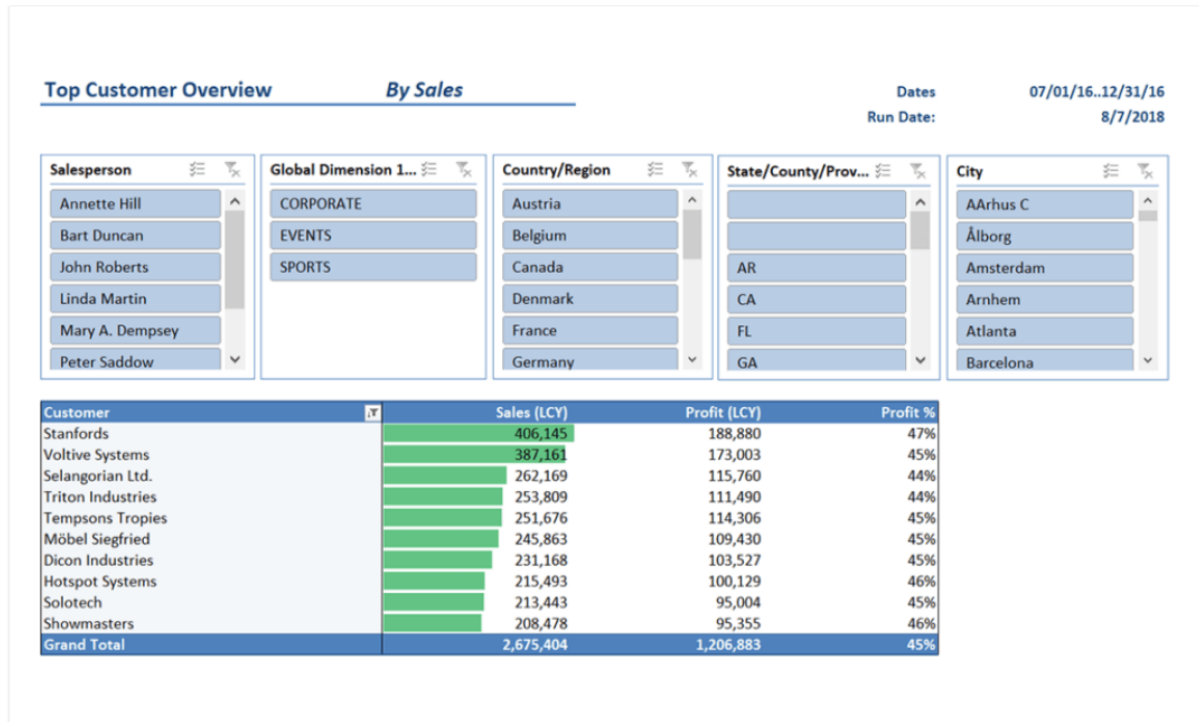 Top Customer Overview By Sales
Dates 07/01/16..12/31/16
Run Date: 8/7/2018
Salesperson
Annette Hill
Bart Duncan
John Roberts
Linda Martin
Mary A. Dempsey
Peter Saddow
Global Dimension 1...
CORPORATE
EVENTS
SPORTS
Country/Region
Austria
Belgium
Canada
Denmark
France
Germany
State/County/Prov...
AR
CA
FL
GA
City
AArhus C
Ålborg
Amsterdam
Arnhem
Atlanta
Barcelona
Customer Sales (LCY) Profit (LCY) Profit %
Stanfords 406,145 188,880 47%
Voltive Systems 387,161 173,003 45%
Selangorian Ltd. 262,169 115,760 44%
Triton Industries 253,809 111,490 44%
Tempsons Tropies 251,676 114,306 45%
Möbel Siegfried 245,863 109,430 45%
Dicon Industries 231,168 103,527 45%
Hotspot Systems 215,493 100,129 46%
Solotech 213,443 95,004 45%
Showmasters 208,478 95,355 46%
Grand Total 2,675,404 1,206,883 45%